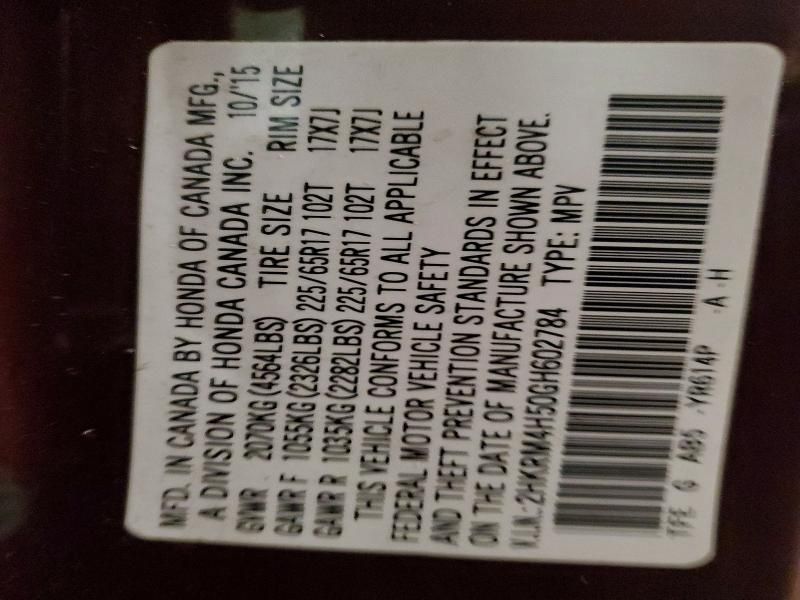 MFD. IN CANADA BY HONDA OF CANADA MFG.,
A DIVISION OF HONDA CANADA INC. 10/'15
GVWR 2070KG (4564LBS) TIRE SIZE RIM SIZE
GAWR F 1055KG (2326LBS) 225/65R17 102T 17X7J
GAWR R 1035KG (2282LBS) 225/65R17 102T 17X7J
THIS VEHICLE CONFORMS TO ALL APPLICABLE
FEDERAL MOTOR VEHICLE SAFETY
AND THEFT PREVENTION STANDARDS IN EFFECT
ON THE DATE OF MANUFACTURE SHOWN ABOVE.
V.I.N.:2HKRM4H50GH602784 TYPE: MPV
TFE G A80 -YR614P -A-H